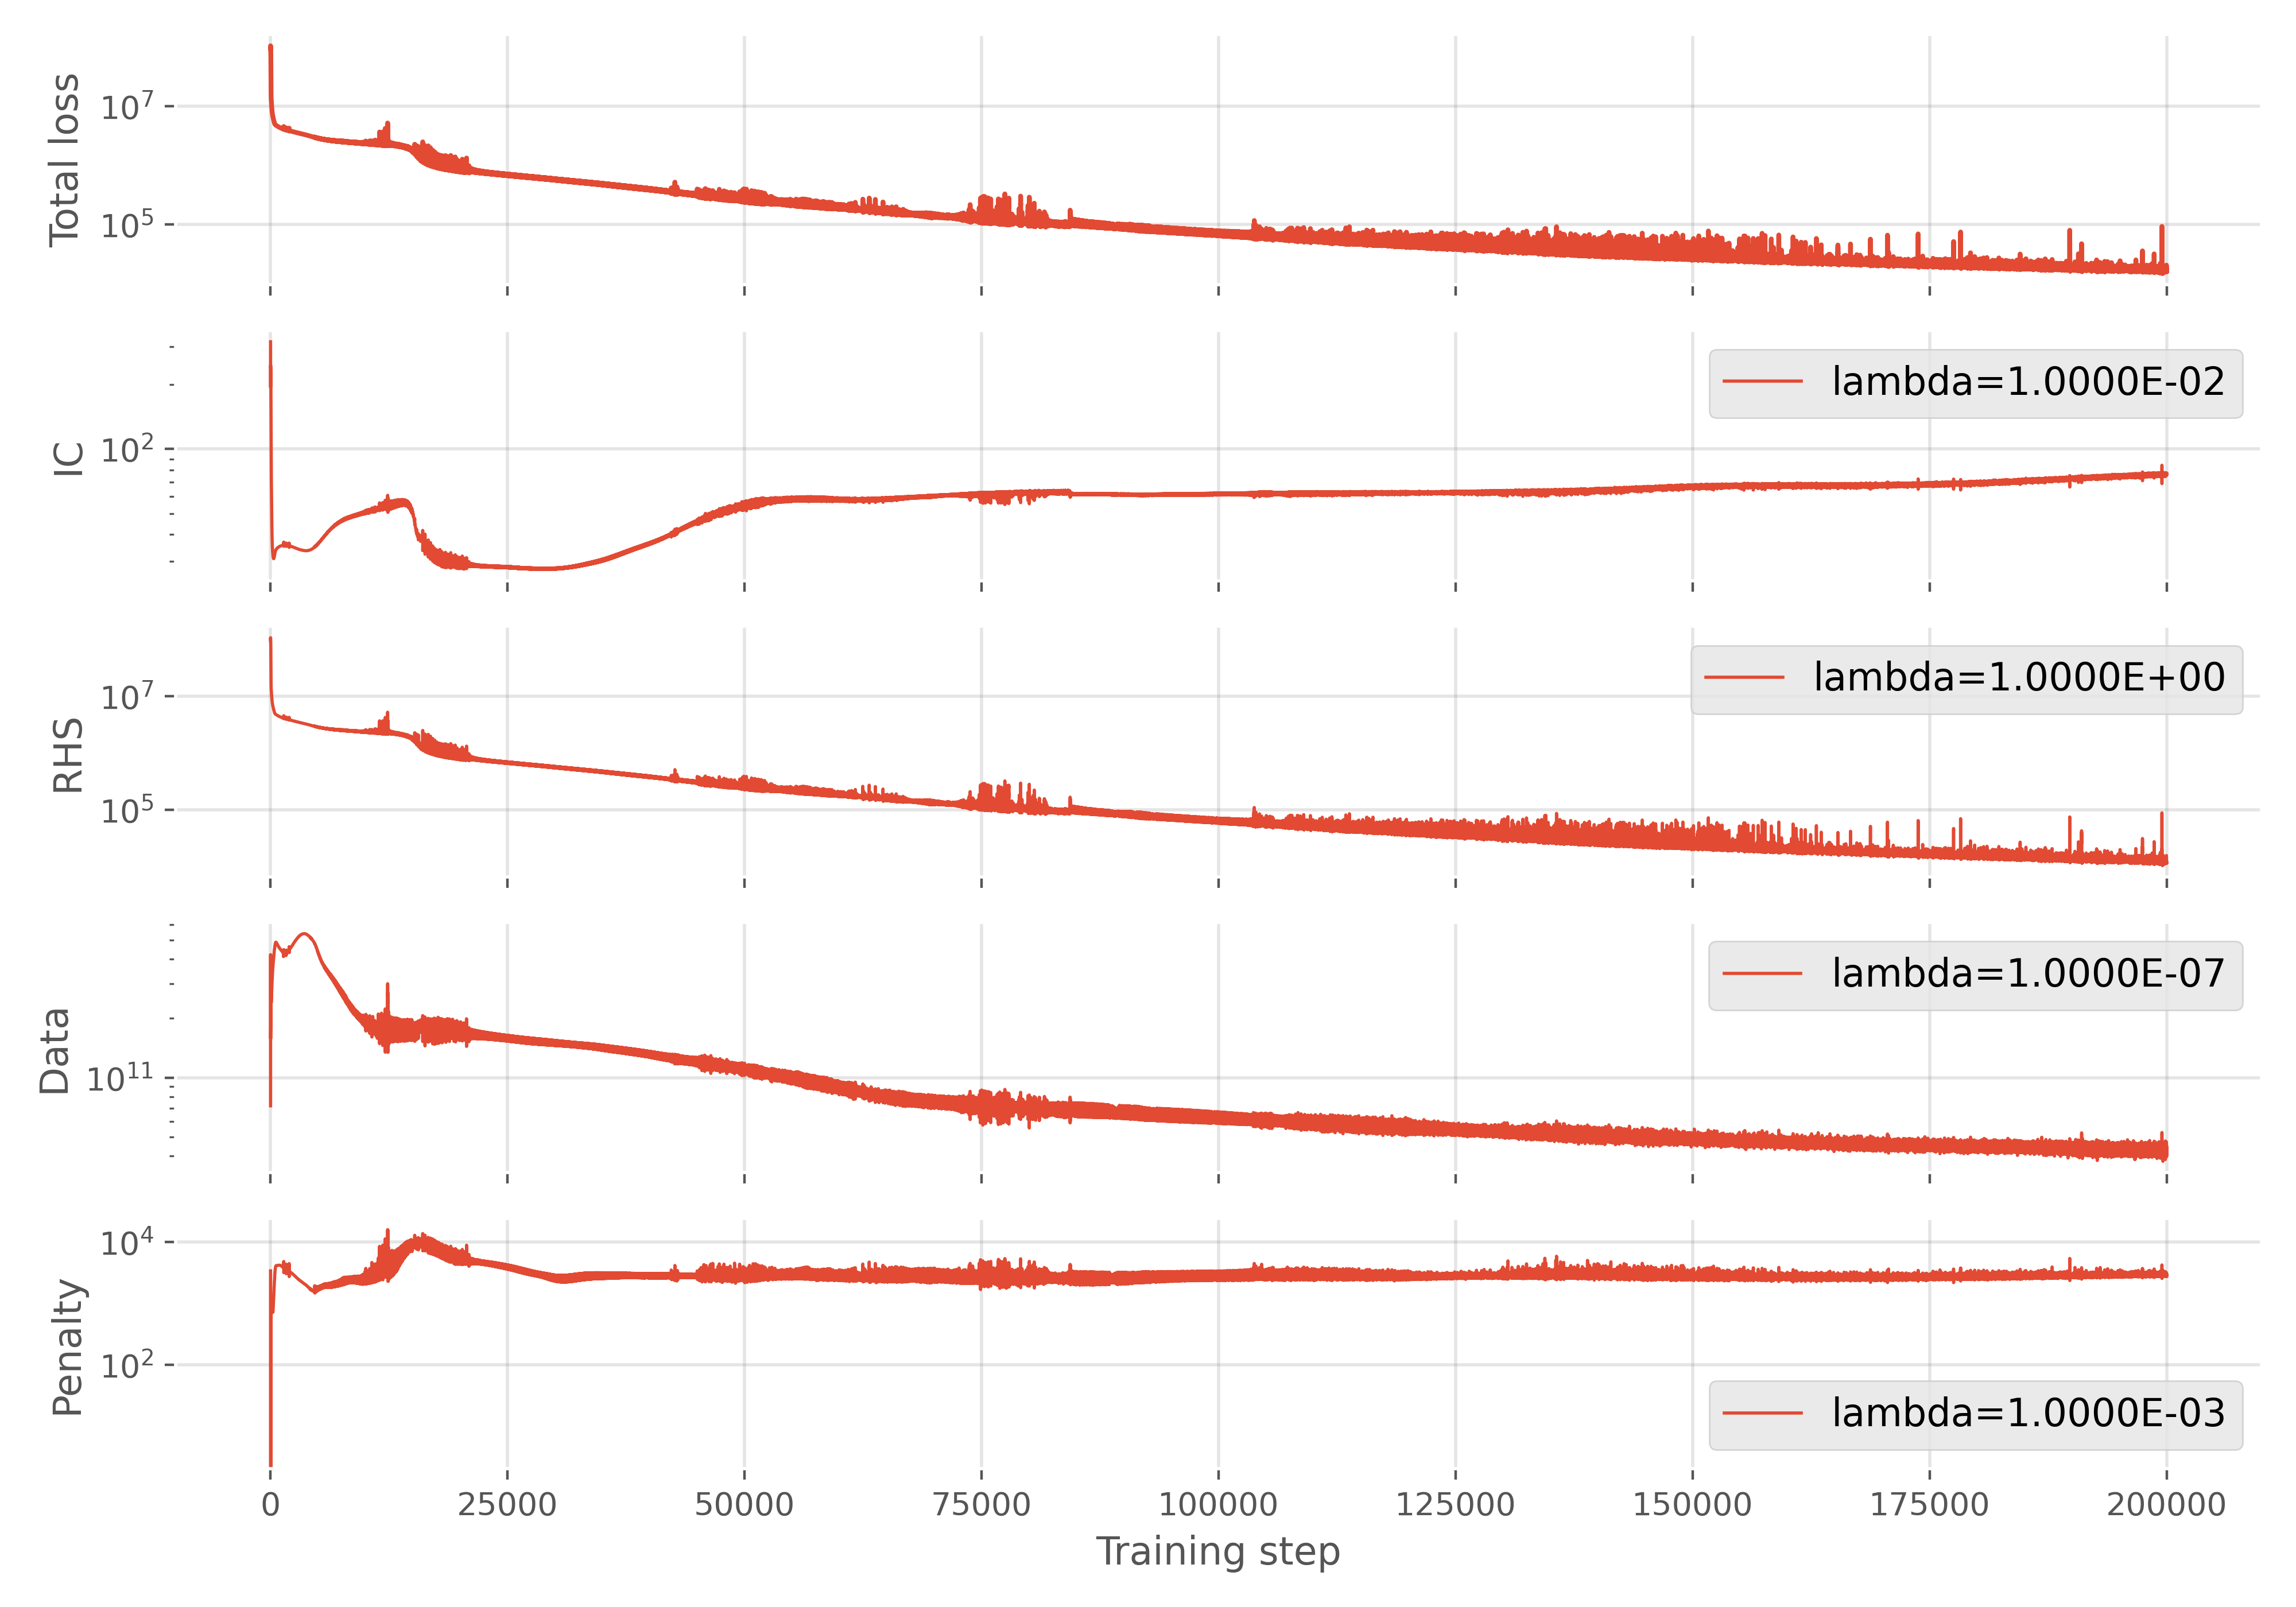 Total loss
10^7
10^5
IC
10^2
lambda=1.0000E-02
RHS
10^7
10^5
lambda=1.0000E+00
Data
10^11
lambda=1.0000E-07
Penalty
10^4
10^2
lambda=1.0000E-03
0 25000 50000 75000 100000 125000 150000 175000 200000
Training step